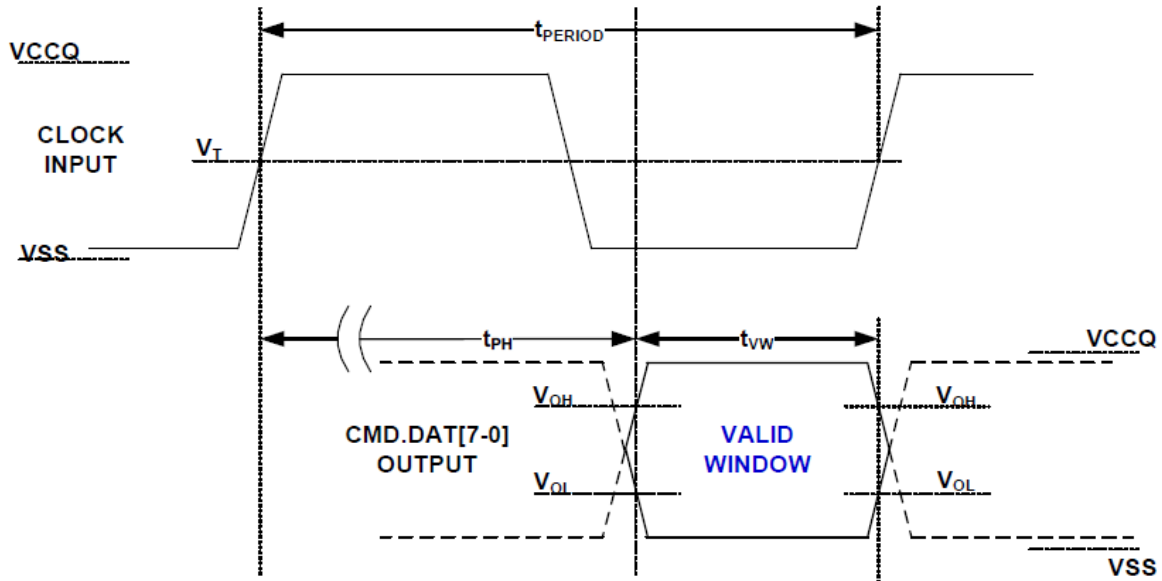 tPERIOD
VCCQ
CLOCK
INPUT
VT
VSS
tPH
tVW
VCCQ
VOH
VOH
CMD.DAT[7-0]
OUTPUT
VALID
WINDOW
VOL
VOL
VSS